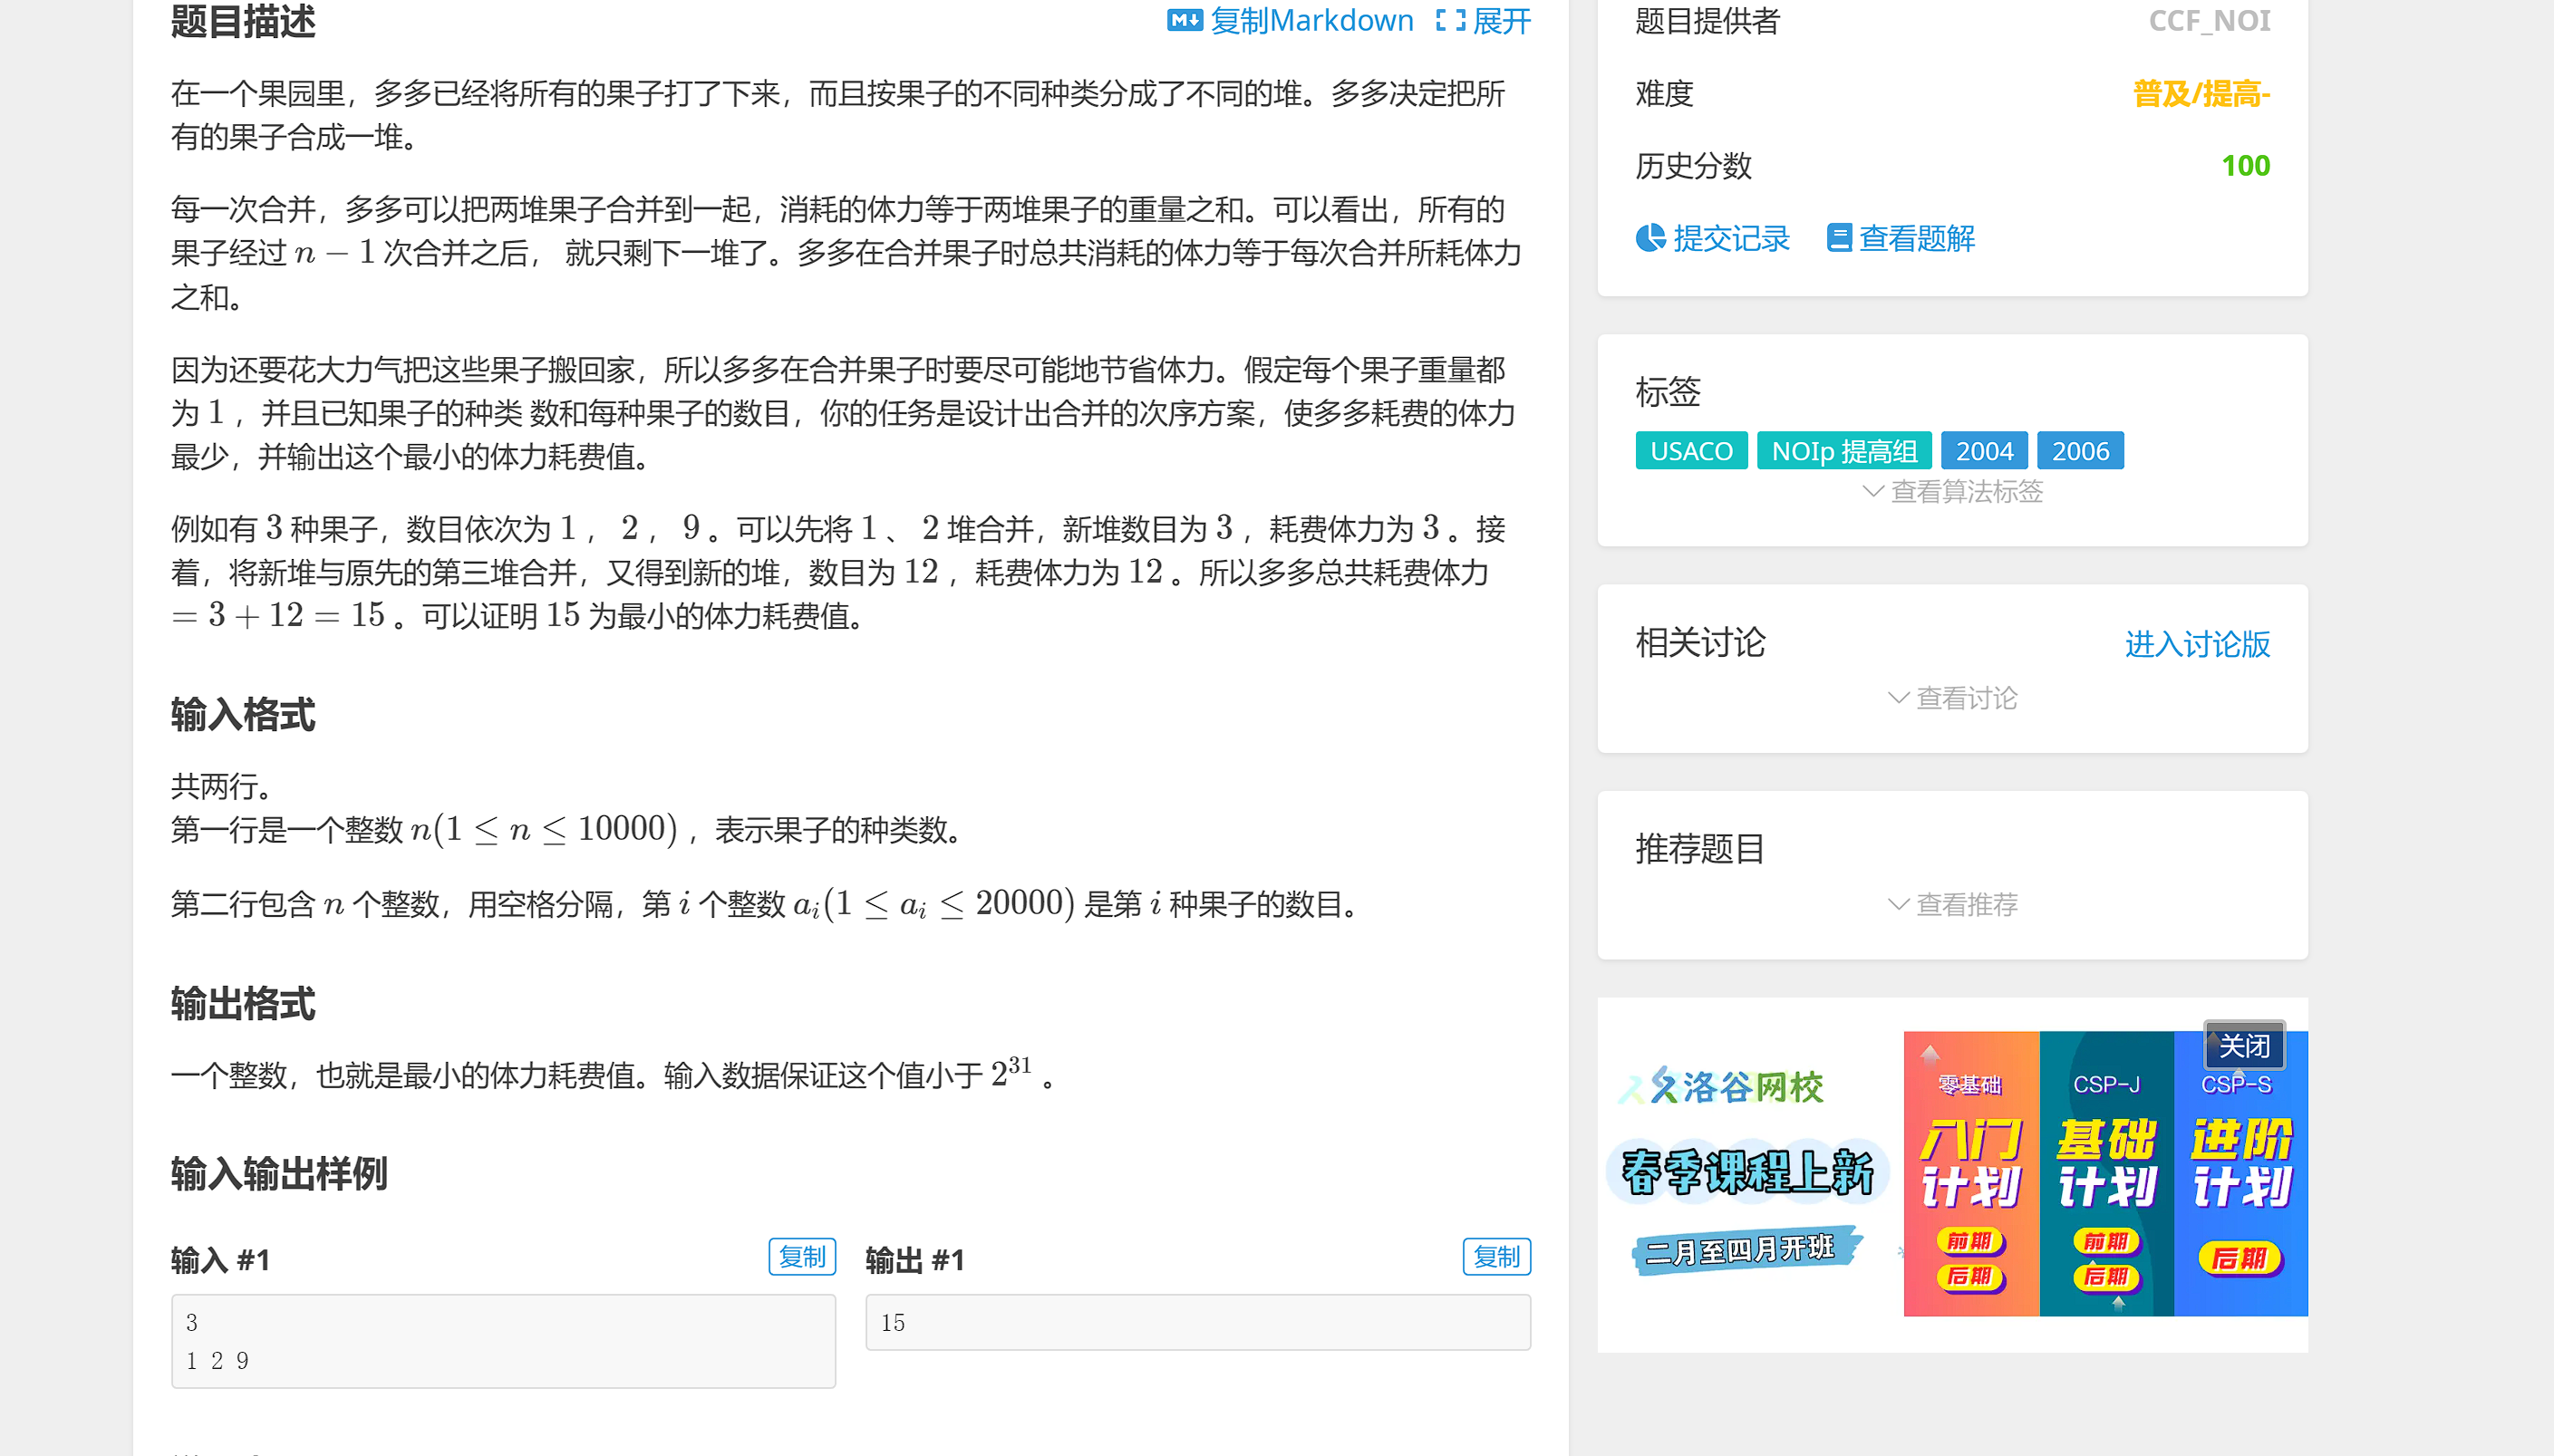 题目描述
复制Markdown 展开
在一个果园里，多多已经将所有的果子打了下来，而且按果子的不同种类分成了不同的堆。多多决定把所
有的果子合成一堆。
每一次合并，多多可以把两堆果子合并到一起，消耗的体力等于两堆果子的重量之和。可以看出，所有的
果子经过 n − 1 次合并之后， 就只剩下一堆了。多多在合并果子时总共消耗的体力等于每次合并所耗体力
之和。
因为还要花大力气把这些果子搬回家，所以多多在合并果子时要尽可能地节省体力。假定每个果子重量都
为 1 ，并且已知果子的种类 数和每种果子的数目，你的任务是设计出合并的次序方案，使多多耗费的体力
最少，并输出这个最小的体力耗费值。
例如有 3 种果子，数目依次为 1 ， 2 ， 9 。可以先将 1 、 2 堆合并，新堆数目为 3 ，耗费体力为 3 。接
着，将新堆与原先的第三堆合并，又得到新的堆，数目为 12 ，耗费体力为 12 。所以多多总共耗费体力
= 3 + 12 = 15 。可以证明 15 为最小的体力耗费值。
输入格式
共两行。
第一行是一个整数 n(1 ≤ n ≤ 10000) ，表示果子的种类数。
第二行包含 n 个整数，用空格分隔，第 i 个整数 aᵢ(1 ≤ aᵢ ≤ 20000) 是第 i 种果子的数目。
输出格式
一个整数，也就是最小的体力耗费值。输入数据保证这个值小于 2³¹ 。
输入输出样例
输入 #1 复制
3
1 2 9
输出 #1 复制
15
题目提供者 CCF_NOI
难度 普及/提高-
历史分数 100
提交记录 查看题解
标签
USACO NOIp 提高组 2004 2006
查看算法标签
相关讨论 进入讨论版
查看讨论
推荐题目
查看推荐
关闭
洛谷网校
春季课程上新
二月至四月开班
零基础
入门
计划
前期
后期
CSP-J
基础
计划
前期
后期
CSP-S
进阶
计划
后期